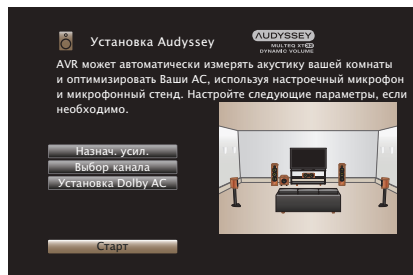 Установка Audyssey
AUDYSSEY
MULTEQ XT32
DYNAMIC VOLUME
AVR может автоматически измерять акустику вашей комнаты
и оптимизировать Ваши АС, используя настроечный микрофон
и микрофонный стенд. Настройте следующие параметры, если
необходимо.
Назнач. усил.
Выбор канала
Установка Dolby АС
Старт